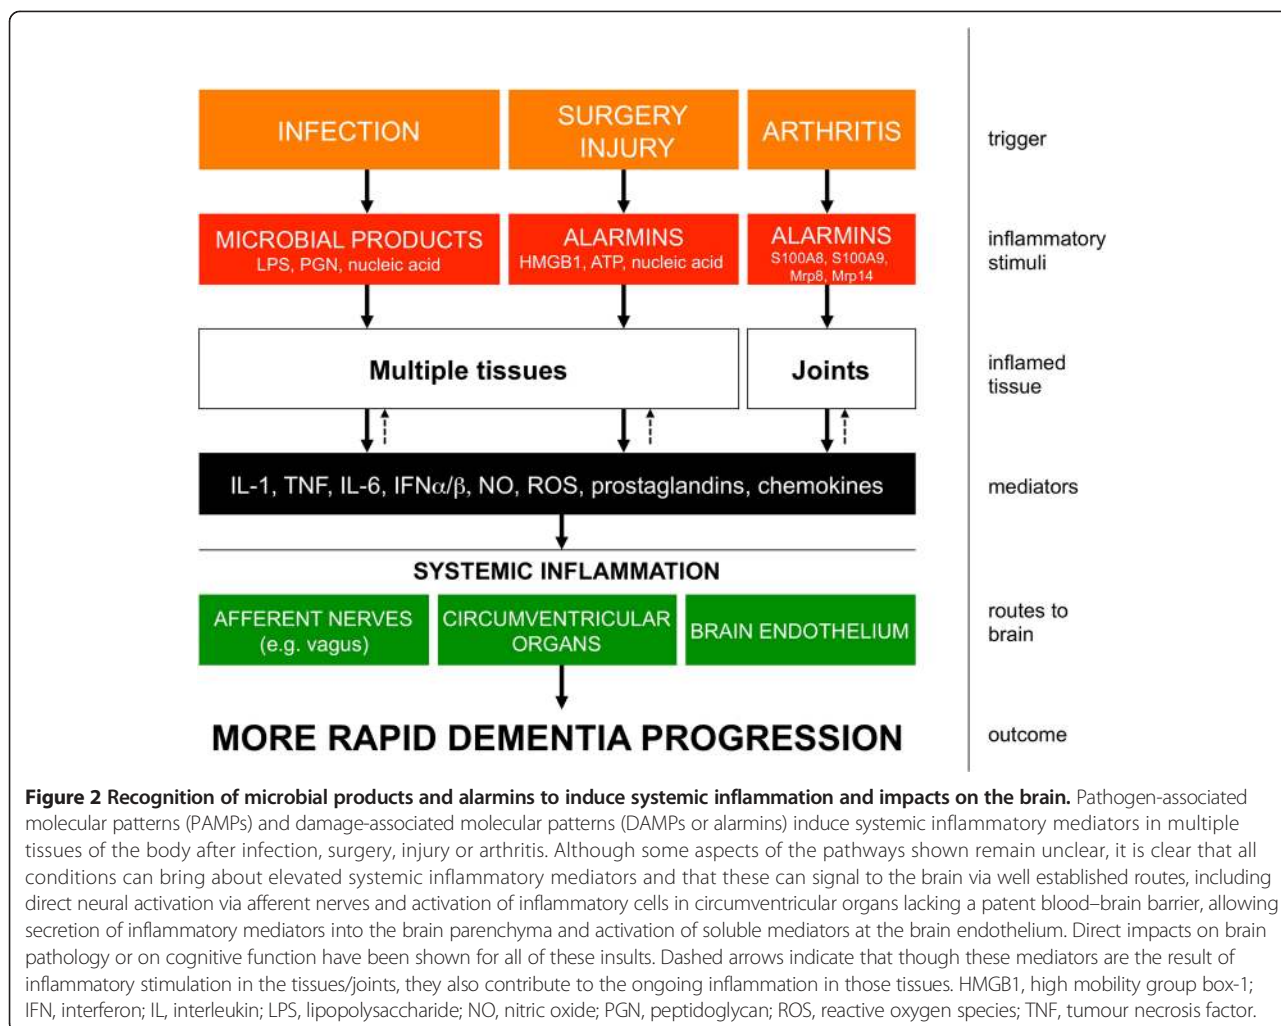 INFECTION
SURGERY
INJURY
ARTHRITIS
trigger
MICROBIAL PRODUCTS
LPS, PGN, nucleic acid
ALARMINS
HMGB1, ATP, nucleic acid
ALARMINS
S100A8, S100A9,
Mrp8, Mrp14
inflammatory
stimuli
Multiple tissues
Joints
inflamed
tissue
IL-1, TNF, IL-6, IFNα/β, NO, ROS, prostaglandins, chemokines
mediators
SYSTEMIC INFLAMMATION
AFFERENT NERVES
(e.g. vagus)
CIRCUMVENTRICULAR
ORGANS
BRAIN ENDOTHELIUM
routes to
brain
MORE RAPID DEMENTIA PROGRESSION
outcome
Figure 2 Recognition of microbial products and alarmins to induce systemic inflammation and impacts on the brain. Pathogen-associated
molecular patterns (PAMPs) and damage-associated molecular patterns (DAMPs or alarmins) induce systemic inflammatory mediators in multiple
tissues of the body after infection, surgery, injury or arthritis. Although some aspects of the pathways shown remain unclear, it is clear that all
conditions can bring about elevated systemic inflammatory mediators and that these can signal to the brain via well established routes, including
direct neural activation via afferent nerves and activation of inflammatory cells in circumventricular organs lacking a patent blood–brain barrier, allowing
secretion of inflammatory mediators into the brain parenchyma and activation of soluble mediators at the brain endothelium. Direct impacts on brain
pathology or on cognitive function have been shown for all of these insults. Dashed arrows indicate that though these mediators are the result of
inflammatory stimulation in the tissues/joints, they also contribute to the ongoing inflammation in those tissues. HMGB1, high mobility group box-1;
IFN, interferon; IL, interleukin; LPS, lipopolysaccharide; NO, nitric oxide; PGN, peptidoglycan; ROS, reactive oxygen species; TNF, tumour necrosis factor.